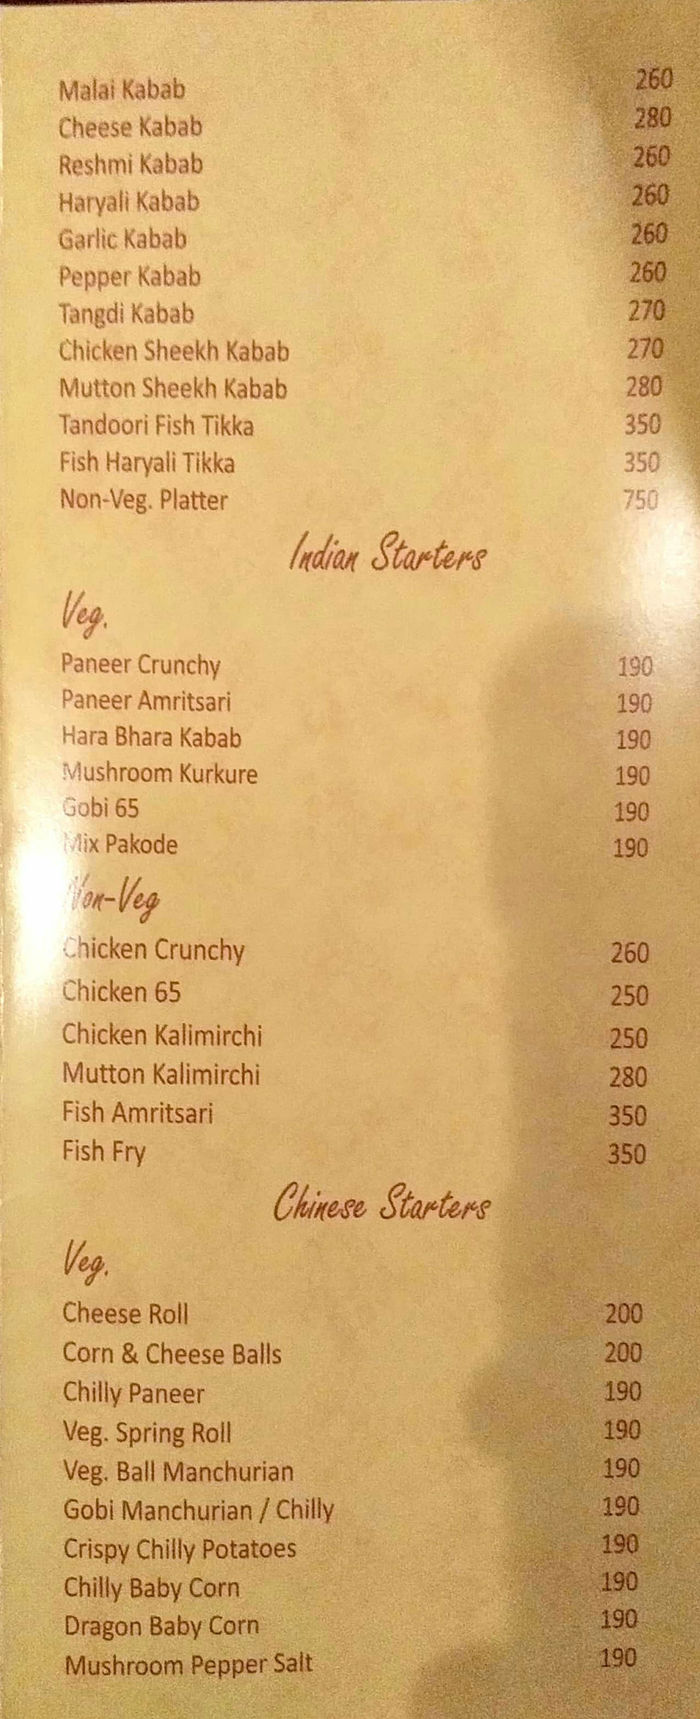 Malai Kabab 260
Cheese Kabab 280
Reshmi Kabab 260
Haryali Kabab 260
Garlic Kabab 260
Pepper Kabab 260
Tangdi Kabab 270
Chicken Sheekh Kabab 270
Mutton Sheekh Kabab 280
Tandoori Fish Tikka 350
Fish Haryali Tikka 350
Non-Veg. Platter 750
Indian Starters
Veg.
Paneer Crunchy 190
Paneer Amritsari 190
Hara Bhara Kabab 190
Mushroom Kurkure 190
Gobi 65 190
Mix Pakode 190
Non-Veg
Chicken Crunchy 260
Chicken 65 250
Chicken Kalimirchi 250
Mutton Kalimirchi 280
Fish Amritsari 350
Fish Fry 350
Chinese Starters
Veg.
Cheese Roll 200
Corn & Cheese Balls 200
Chilly Paneer 190
Veg. Spring Roll 190
Veg. Ball Manchurian 190
Gobi Manchurian / Chilly 190
Crispy Chilly Potatoes 190
Chilly Baby Corn 190
Dragon Baby Corn 190
Mushroom Pepper Salt 190